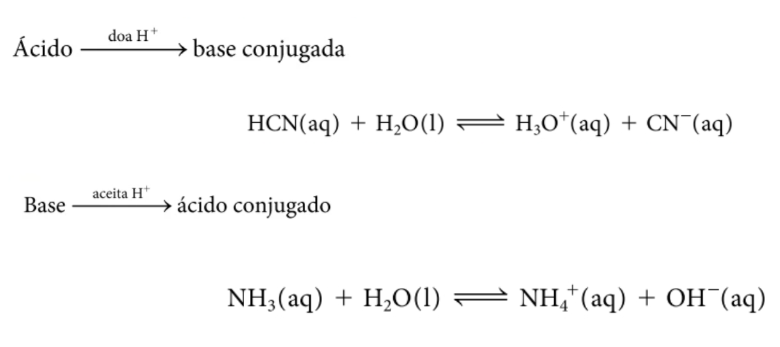 Ácido —doa H⁺→ base conjugada
HCN(aq) + H₂O(l) ⇌ H₃O⁺(aq) + CN⁻(aq)
Base —aceita H⁺→ ácido conjugado
NH₃(aq) + H₂O(l) ⇌ NH₄⁺(aq) + OH⁻(aq)